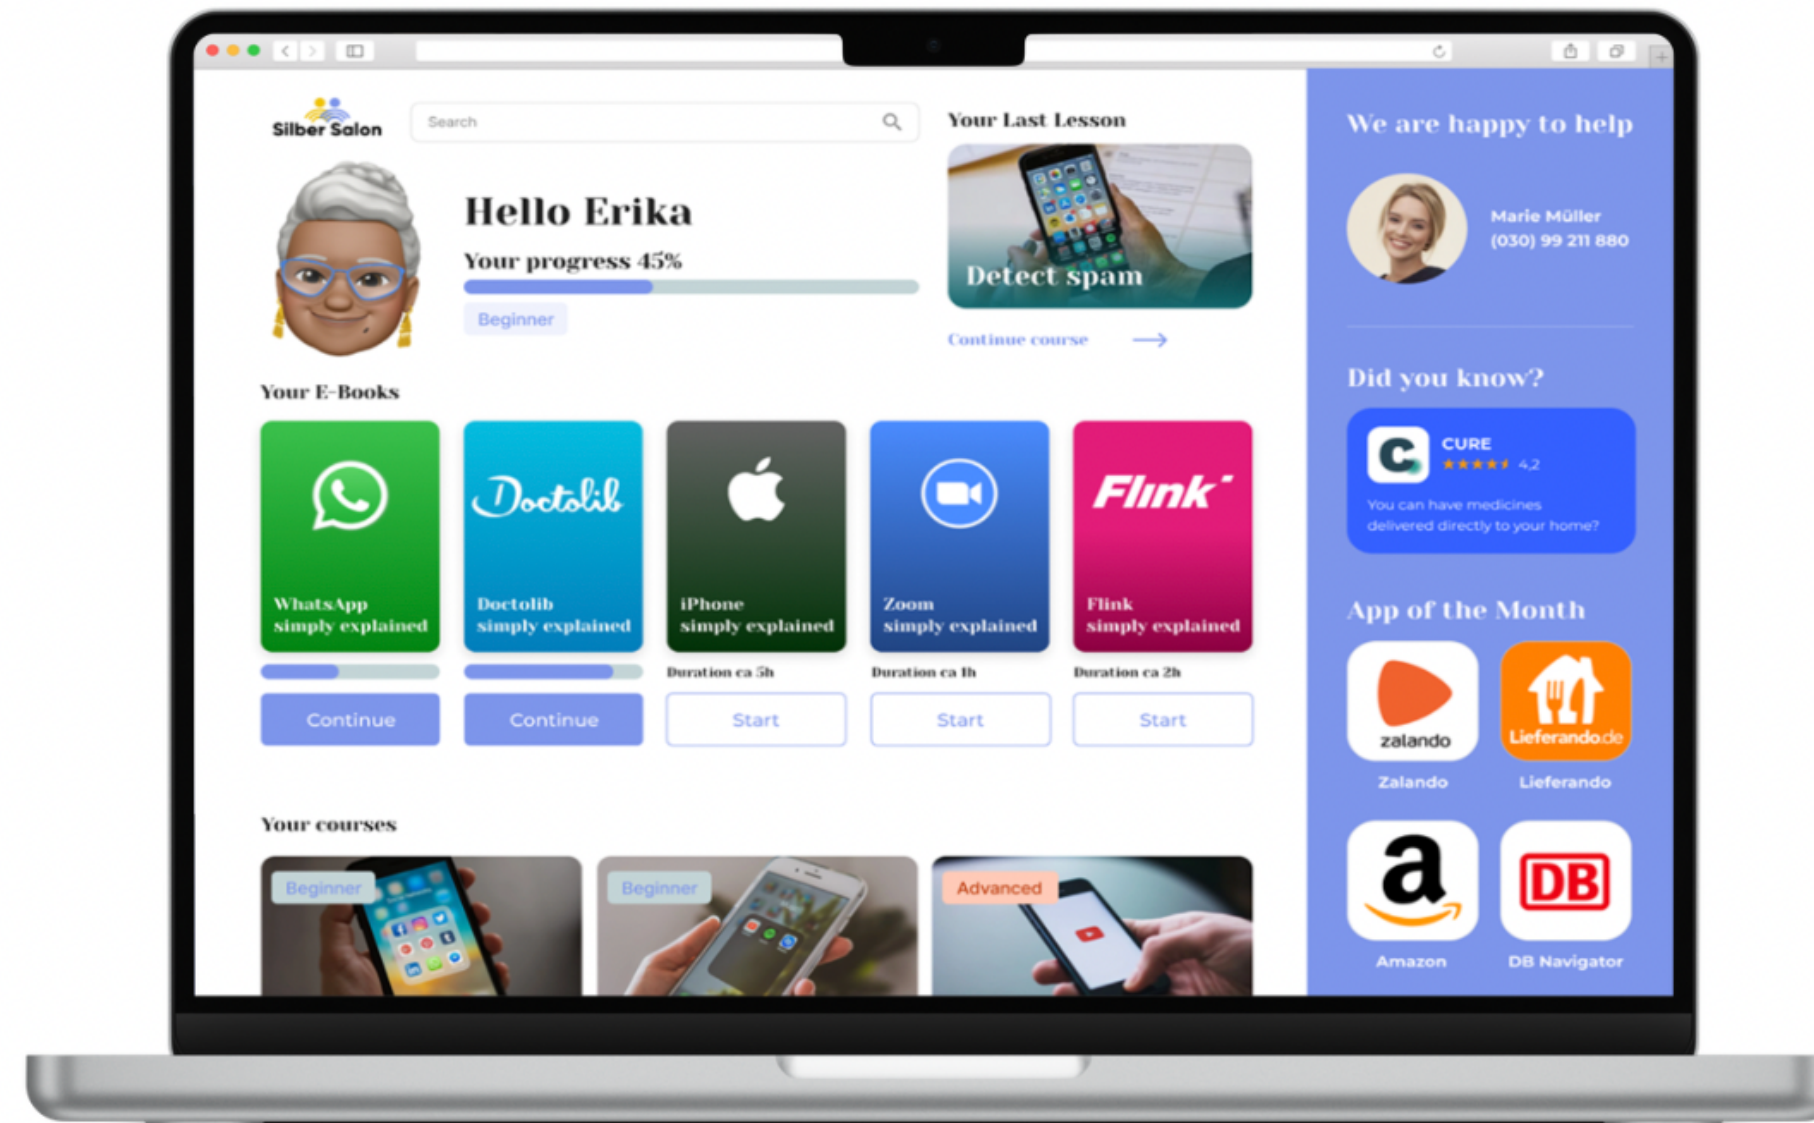 Silber Salon
Search
Hello Erika
Your progress 45%
Beginner
Your Last Lesson
Detect spam
Continue course
Your E-Books
Doctolib
Flink
WhatsApp
simply explained
Doctolib
simply explained
iPhone
simply explained
Zoom
simply explained
Flink
simply explained
Duration ca 5h
Duration ca 1h
Duration ca 2h
Continue
Continue
Start
Start
Start
Your courses
Beginner
Beginner
Advanced
We are happy to help
Marie Müller
(030) 99 211 880
Did you know?
C
CURE
4,2
You can have medicines
delivered directly to your home?
App of the Month
zalando
Zalando
Lieferando.de
Lieferando
a
Amazon
DB
DB Navigator